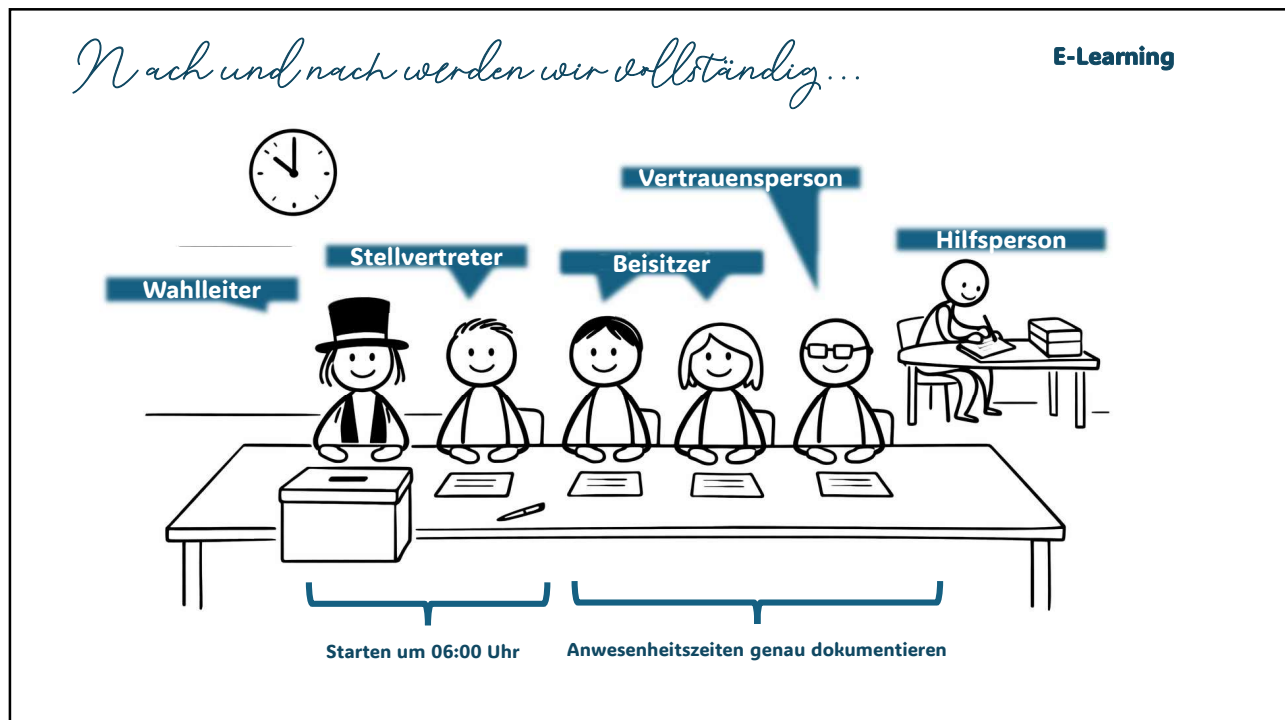 Nach und nach werden wir vollständig...
E-Learning
Vertrauensperson
Hilfsperson
Stellvertreter
Beisitzer
Wahlleiter
Starten um 06:00 Uhr
Anwesenheitszeiten genau dokumentieren